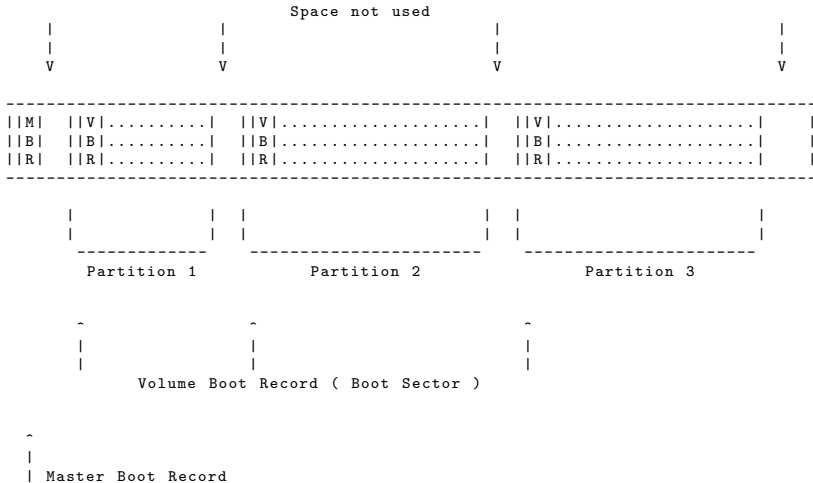 Space not used
| | | |
| | | |
V V V V
--------------------------------------------------------------------------------
||M| ||V|..........| ||V|....................| ||V|....................| |
||B| ||B|..........| ||B|....................| ||B|....................| |
||R| ||R|..........| ||R|....................| ||R|....................| |
--------------------------------------------------------------------------------
| | | | | |
| | | | | |
------------- ----------------------- -----------------------
Partition 1 Partition 2 Partition 3
^ ^ ^
| | |
| | |
Volume Boot Record ( Boot Sector )
^
|
| Master Boot Record